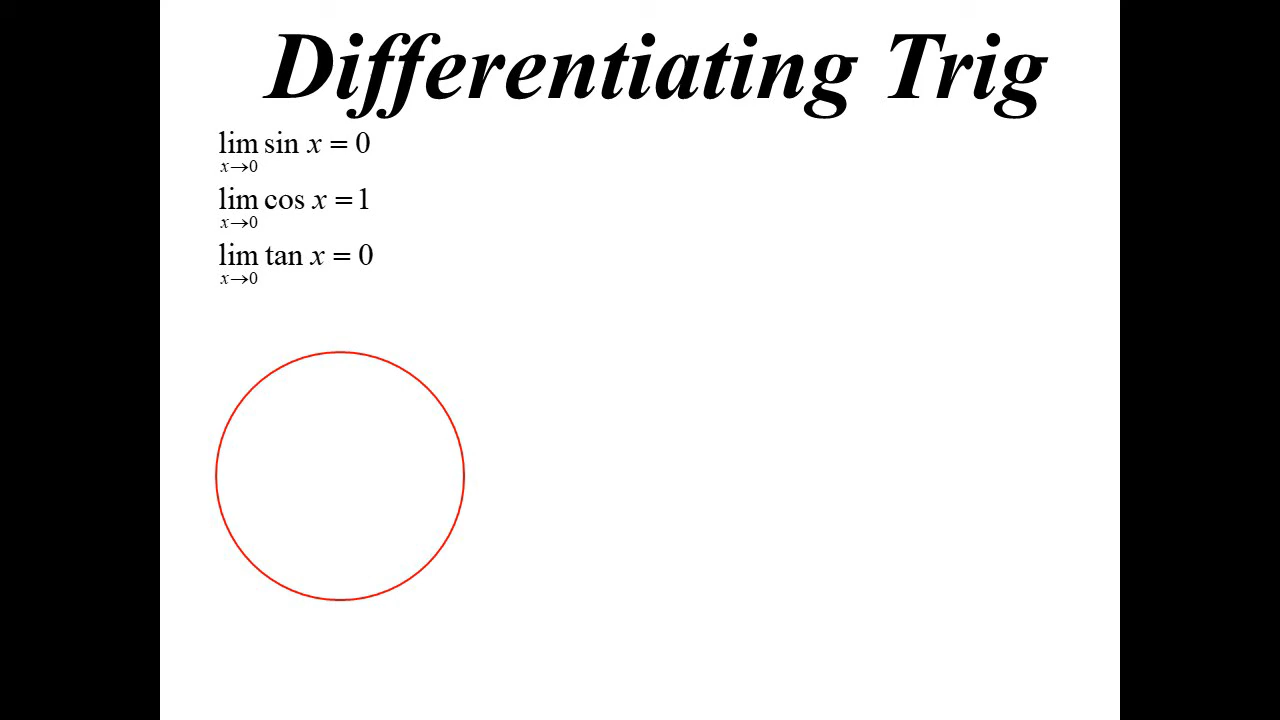 Differentiating Trig
lim sin x = 0
x→0
lim cos x = 1
x→0
lim tan x = 0
x→0